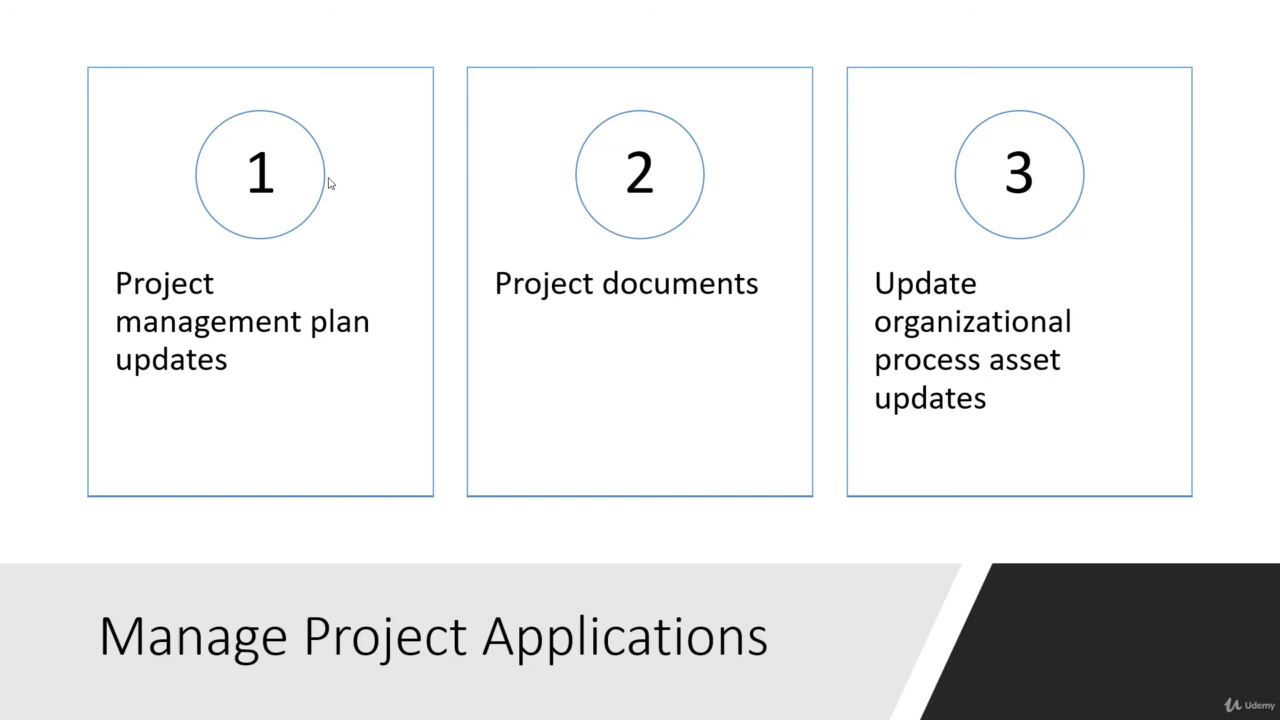 1
Project
management plan
updates
2
Project documents
3
Update
organizational
process asset
updates
Manage Project Applications
Udemy